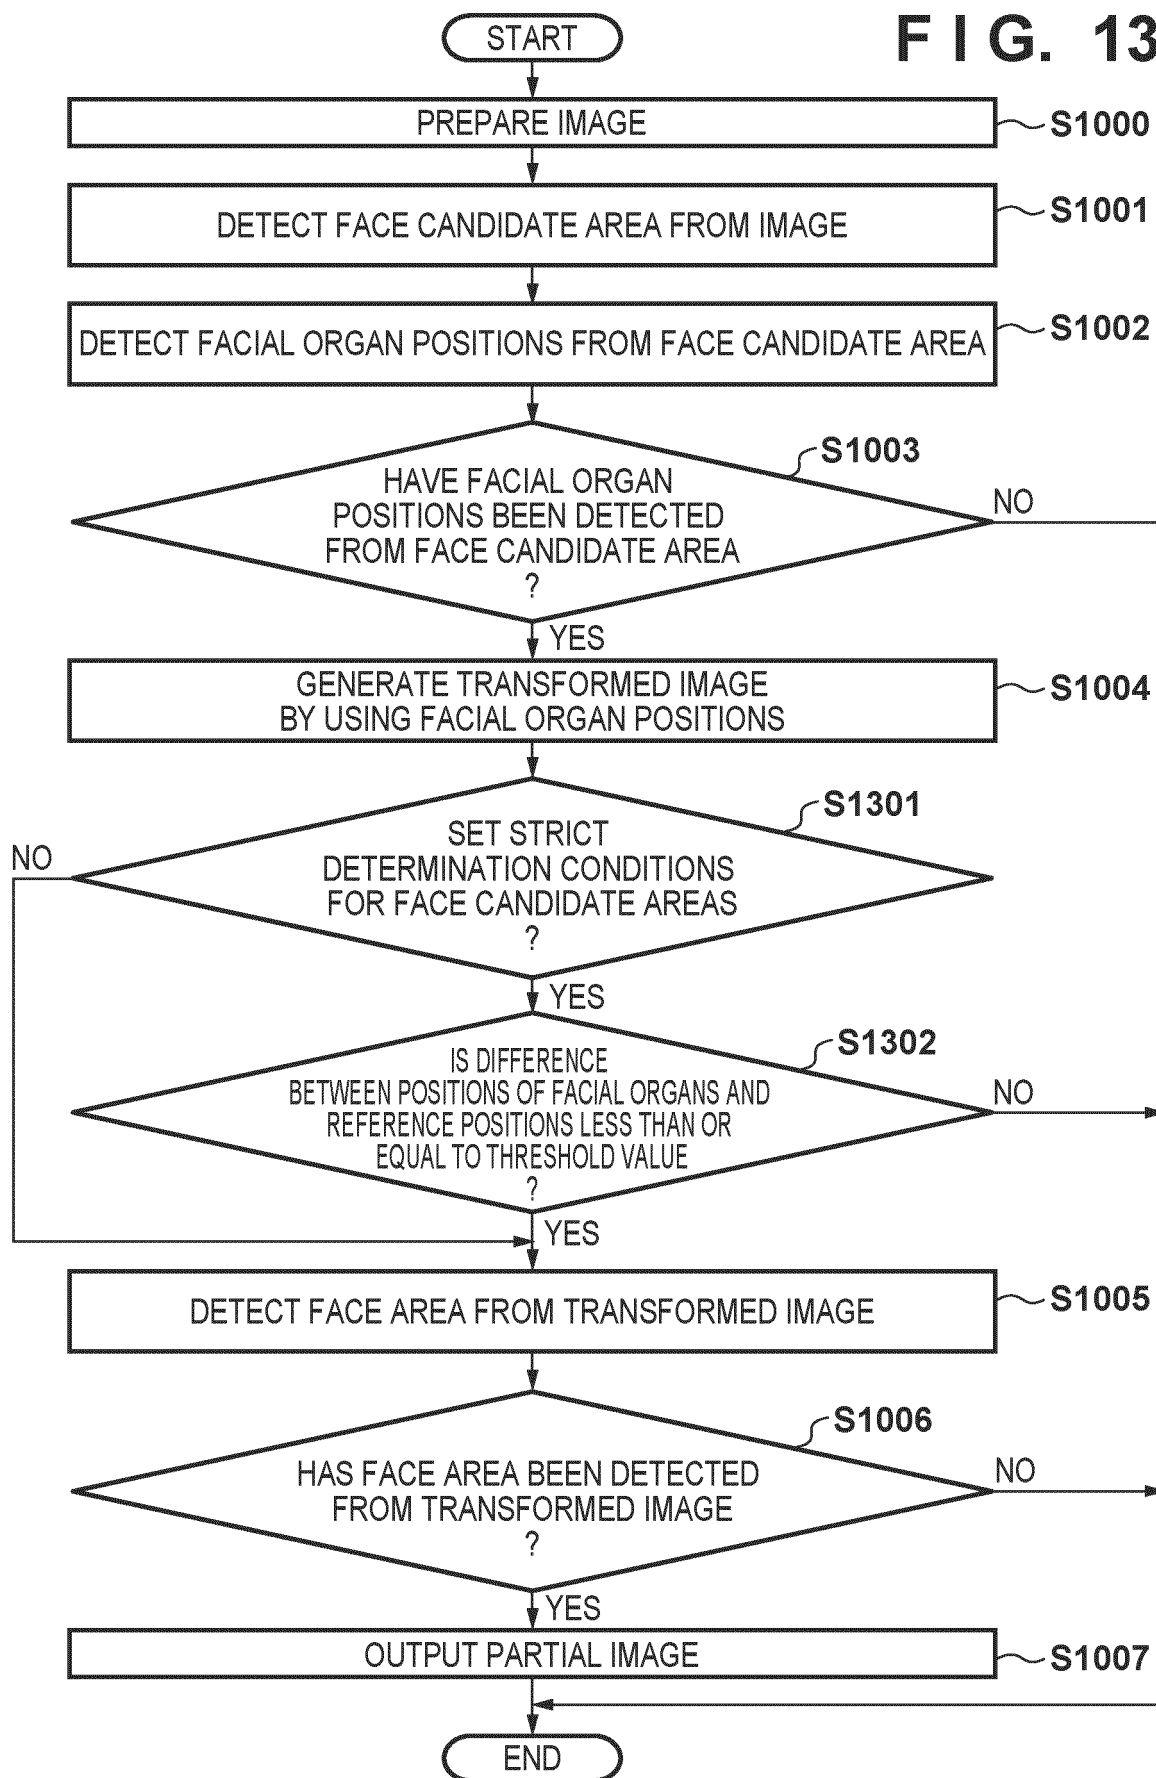 FIG. 13
START
PREPARE IMAGE
S1000
DETECT FACE CANDIDATE AREA FROM IMAGE
S1001
DETECT FACIAL ORGAN POSITIONS FROM FACE CANDIDATE AREA
S1002
S1003
HAVE FACIAL ORGAN
POSITIONS BEEN DETECTED
FROM FACE CANDIDATE AREA
?
NO
YES
GENERATE TRANSFORMED IMAGE
BY USING FACIAL ORGAN POSITIONS
S1004
S1301
SET STRICT
DETERMINATION CONDITIONS
FOR FACE CANDIDATE AREAS
?
NO
YES
S1302
IS DIFFERENCE
BETWEEN POSITIONS OF FACIAL ORGANS AND
REFERENCE POSITIONS LESS THAN OR
EQUAL TO THRESHOLD VALUE
?
NO
YES
DETECT FACE AREA FROM TRANSFORMED IMAGE
S1005
S1006
HAS FACE AREA BEEN DETECTED
FROM TRANSFORMED IMAGE
?
NO
YES
OUTPUT PARTIAL IMAGE
S1007
END